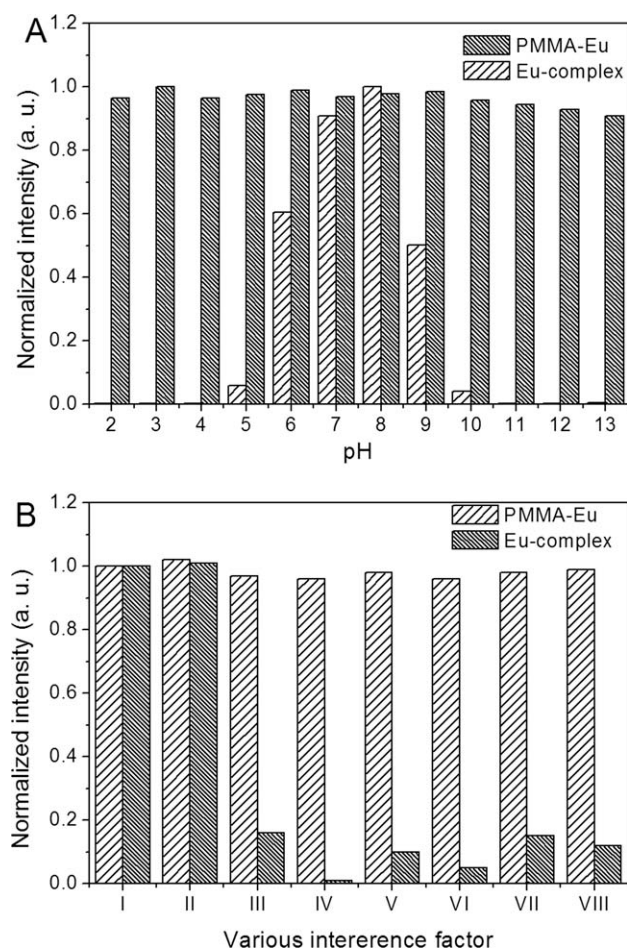 A
1.2
1.0
0.8
0.6
0.4
0.2
0.0
Normalized intensity (a. u.)
PMMA-Eu
Eu-complex
2 3 4 5 6 7 8 9 10 11 12 13
pH
B
1.2
1.0
0.8
0.6
0.4
0.2
0.0
Normalized intensity (a. u.)
PMMA-Eu
Eu-complex
I II III IV V VI VII VIII
Various intereference factor